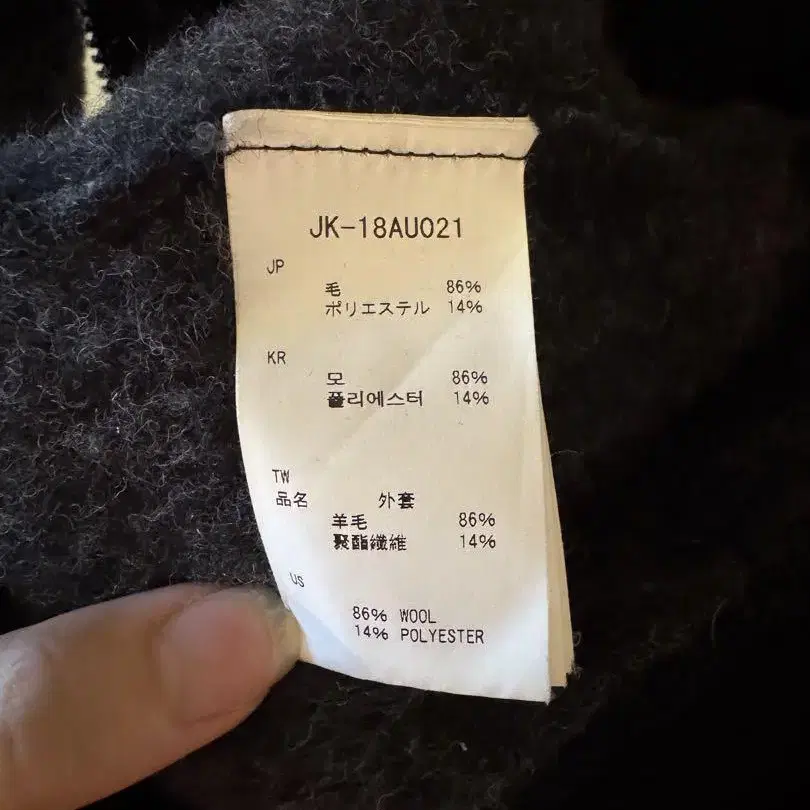 JK-18AU021
JP
毛 86%
ポリエステル 14%
KR
모 86%
폴리에스터 14%
TW
品名 外套
羊毛 86%
聚酯纖維 14%
US
86% WOOL
14% POLYESTER